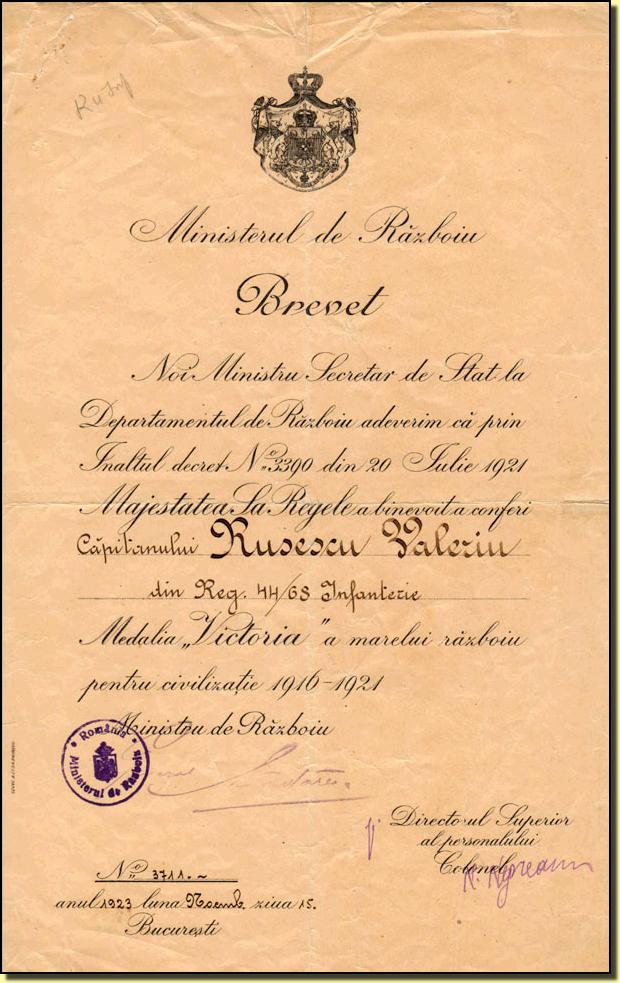 Ministerul de Războiu
Brevet
Noi Ministru Secretar de Stat la
Departamentul de Războiu adeverim că prin
Inaltul decret No. 3390 din 20 Iulie 1921
Majestatea Sa Regele a binevoit a conferi
Căpitanului Rusescu Valeriu
din Reg. 44/68 Infanterie
Medalia „Victoria" a marelui războiu
pentru civilizație 1916-1921
Ministru de Războiu
România
Ministerul de Rasboiu
Directorul Superior
al personalului
Colonel
No. 3711.~
anul 1923 luna Noemb. ziua 15.
București